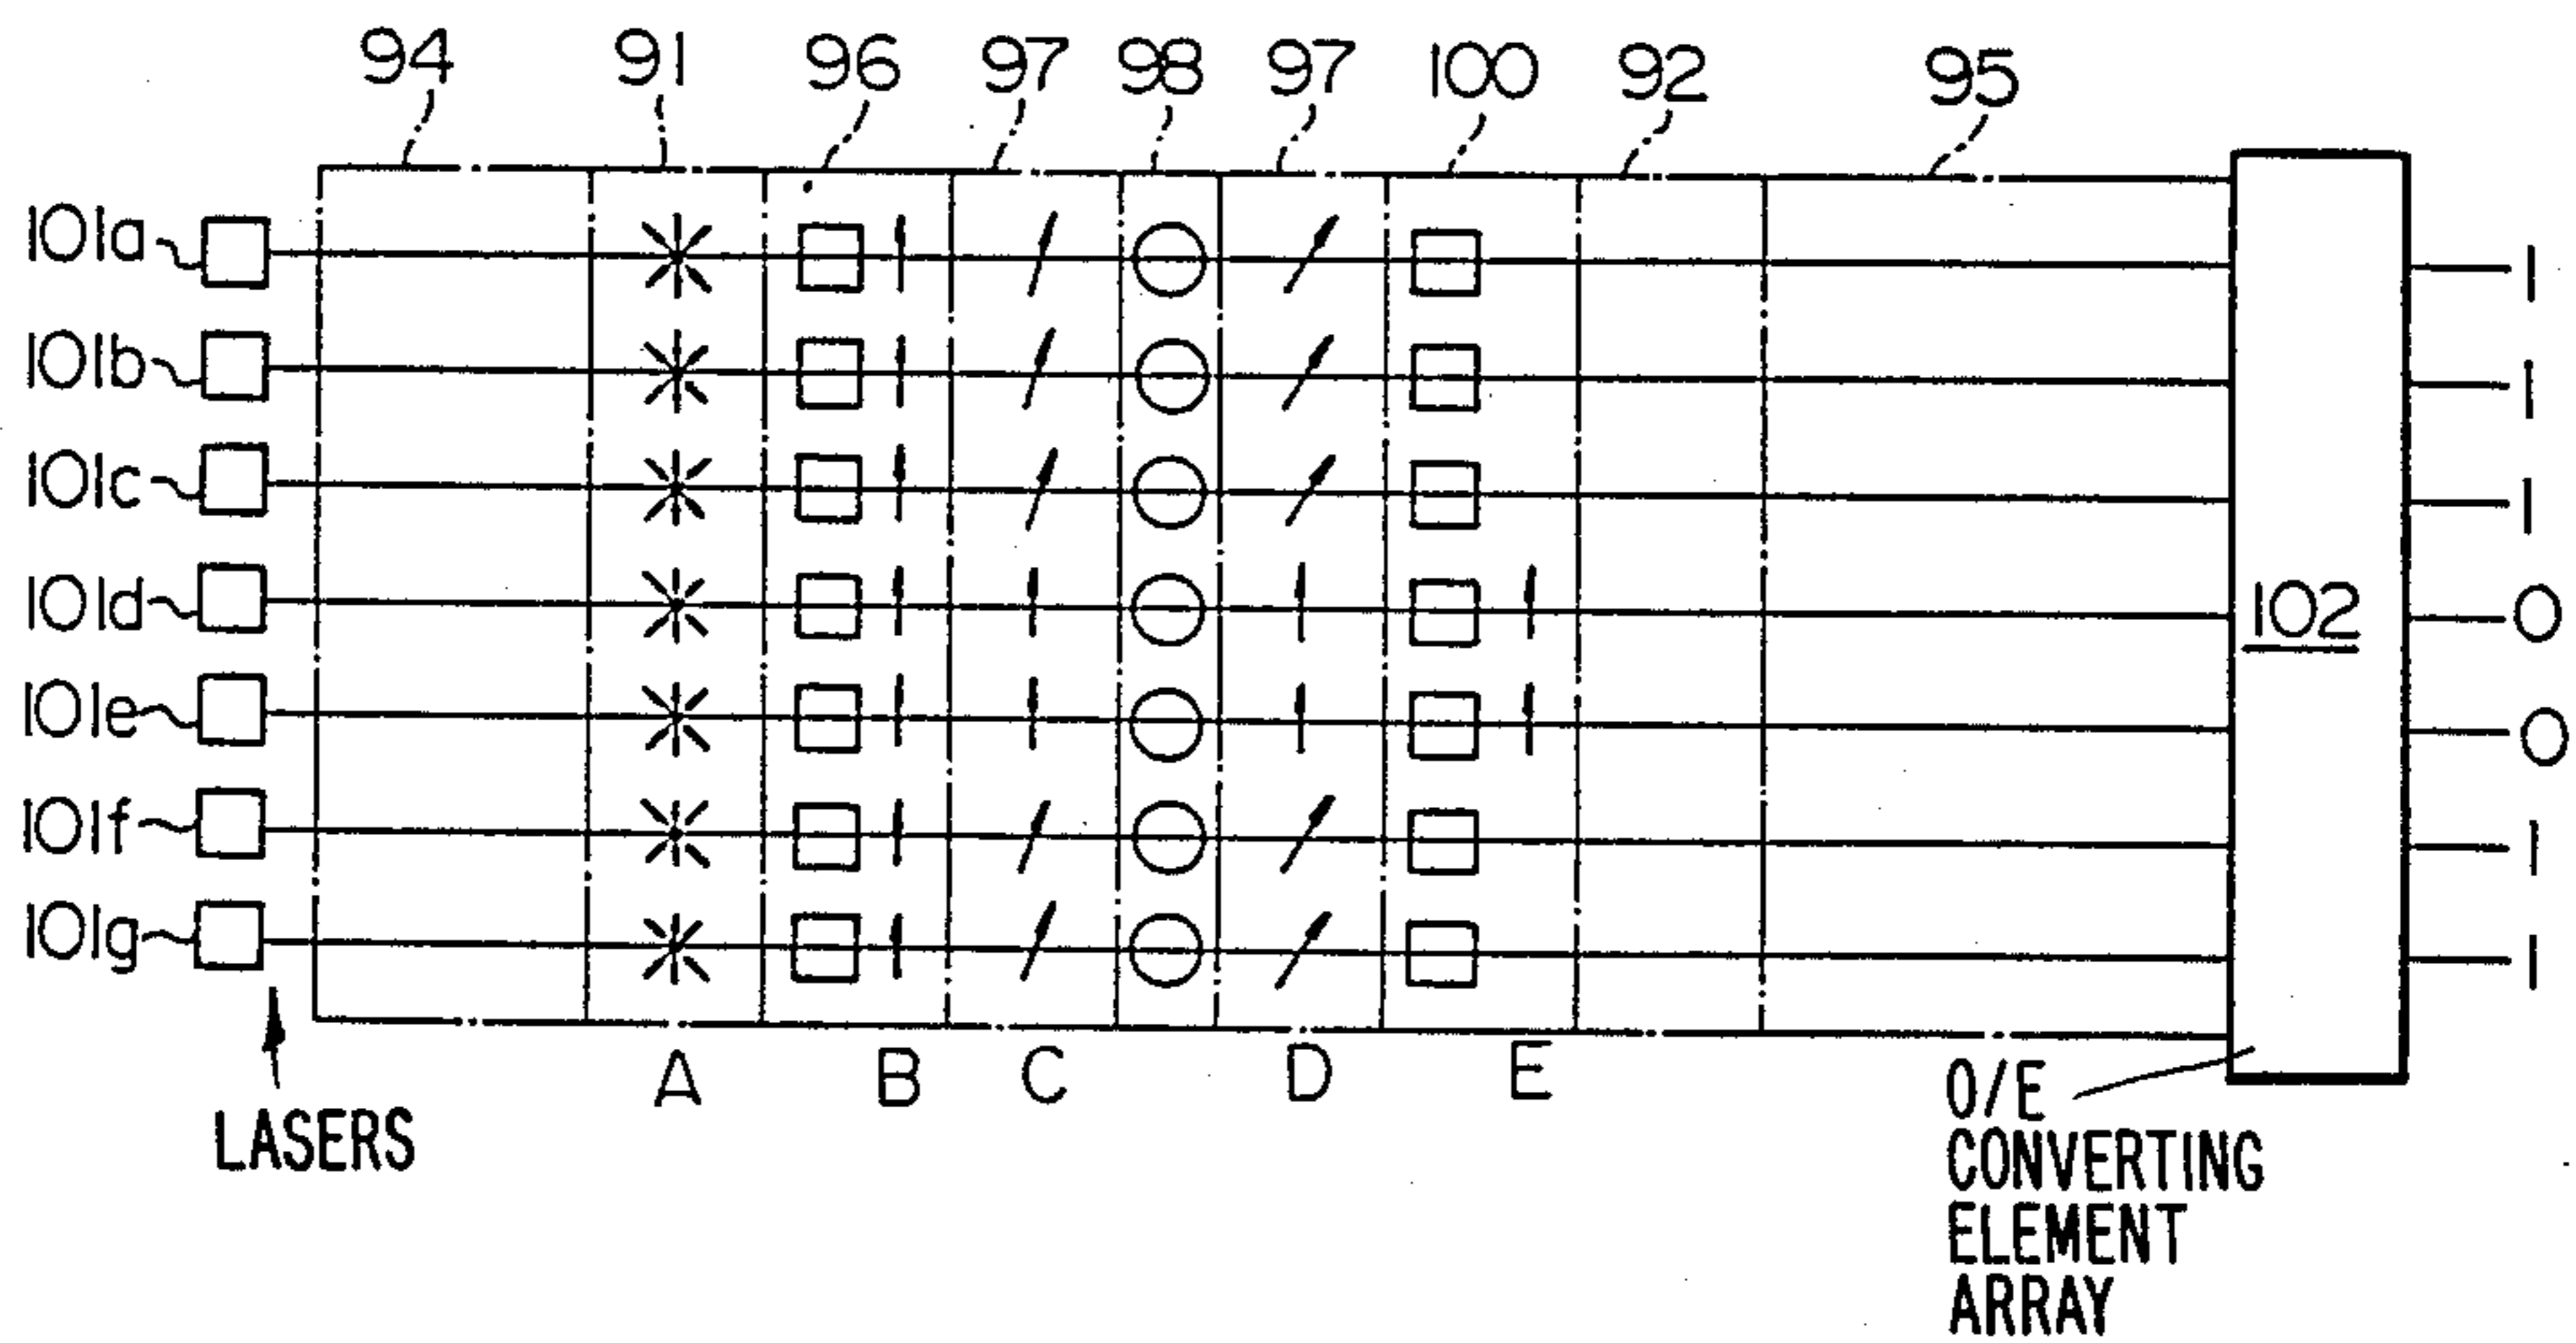 94 91 96 97 98 97 100 92 95
101a 1
101b 1
101c 1
101d 0
102
101e 0
101f 1
101g 1
A B C D E
LASERS
O/E
CONVERTING
ELEMENT
ARRAY